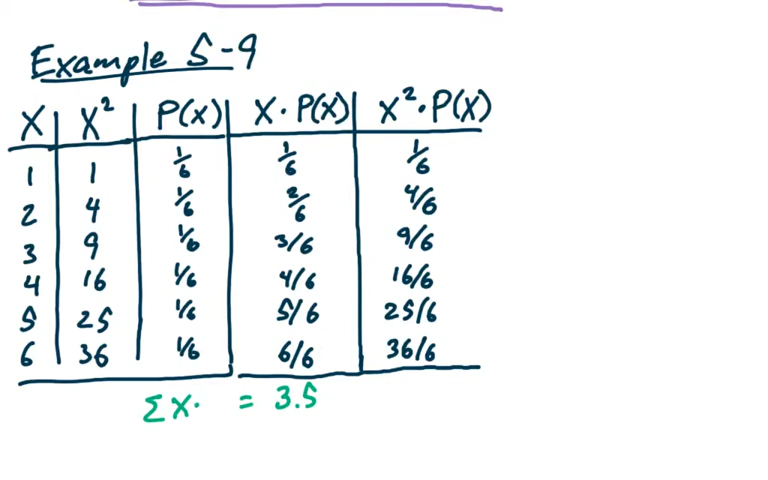 Example 5-9
X X² P(X) X · P(X) X² · P(X)
1 1 1/6 1/6 1/6
2 4 1/6 2/6 4/6
3 9 1/6 3/6 9/6
4 16 1/6 4/6 16/6
5 25 1/6 5/6 25/6
6 36 1/6 6/6 36/6
ΣX· = 3.5